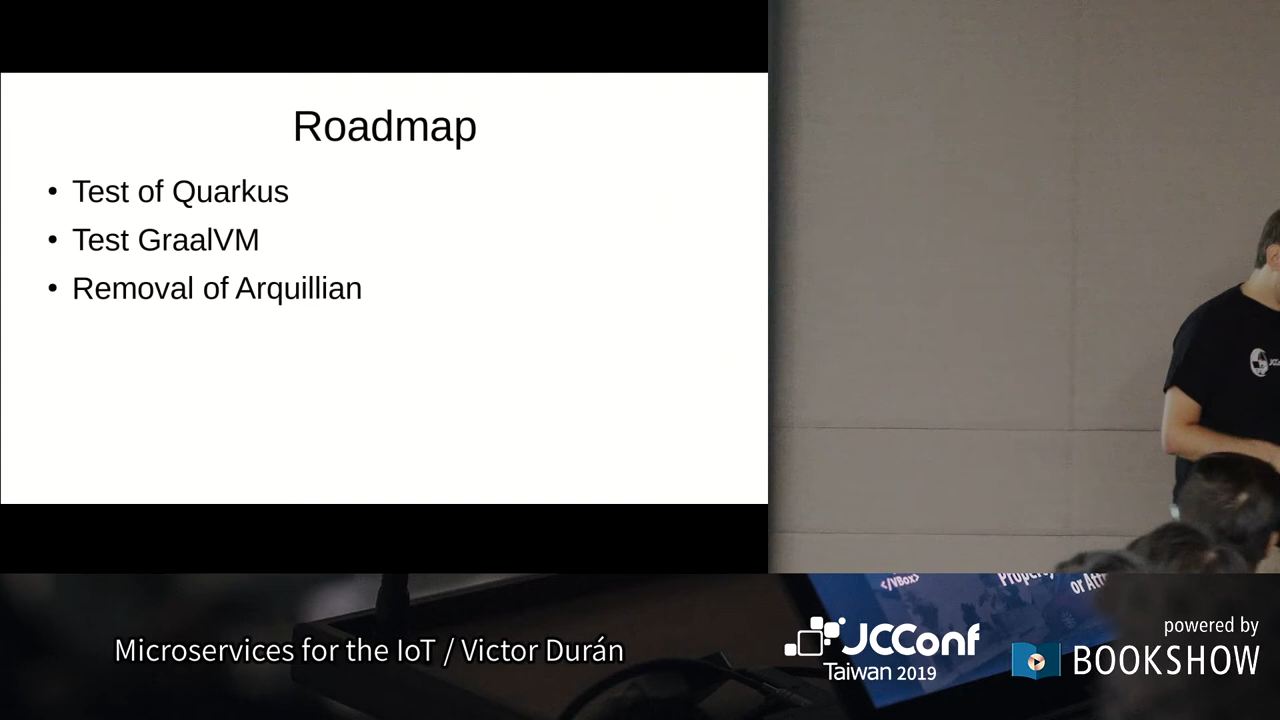 Roadmap
• Test of Quarkus
• Test GraalVM
• Removal of Arquillian
</VBox>
Microservices for the IoT / Victor Durán
JCConf
Taiwan 2019
powered by
BOOKSHOW